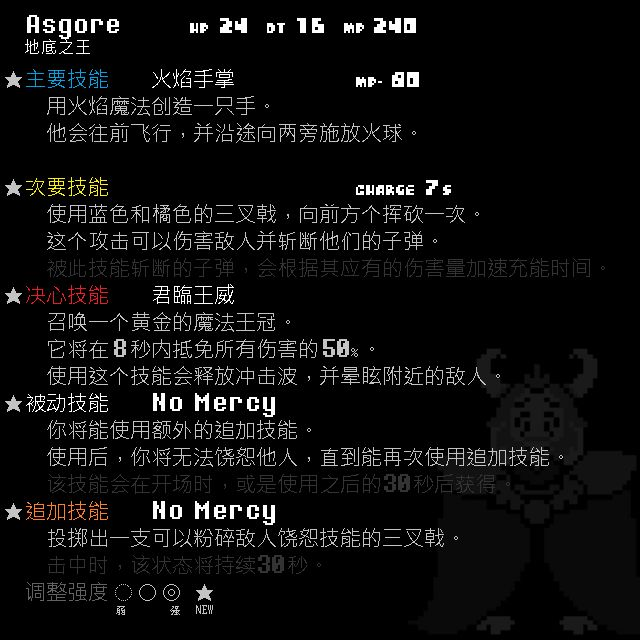 Asgore HP 24 DT 16 MP 240
地底之王
★主要技能 火焰手掌 MP- 80
用火焰魔法创造一只手。
他会往前飞行，并沿途向两旁施放火球。
★次要技能 CHARGE 7s
使用蓝色和橘色的三叉戟，向前方个挥砍一次。
这个攻击可以伤害敌人并斩断他们的子弹。
被此技能斩断的子弹，会根据其应有的伤害量加速充能时间。
★决心技能 君臨王威
召唤一个黄金的魔法王冠。
它将在8秒内抵免所有伤害的50%。
使用这个技能会释放冲击波，并晕眩附近的敌人。
★被动技能 No Mercy
你将能使用额外的追加技能。
使用后，你将无法饶恕他人，直到能再次使用追加技能。
该技能会在开场时，或是使用之后的30秒后获得。
★追加技能 No Mercy
投掷出一支可以粉碎敌人饶恕技能的三叉戟。
击中时，该状态将持续30秒。
调整强度 ◌ ○ ◎ ★
弱 强 NEW